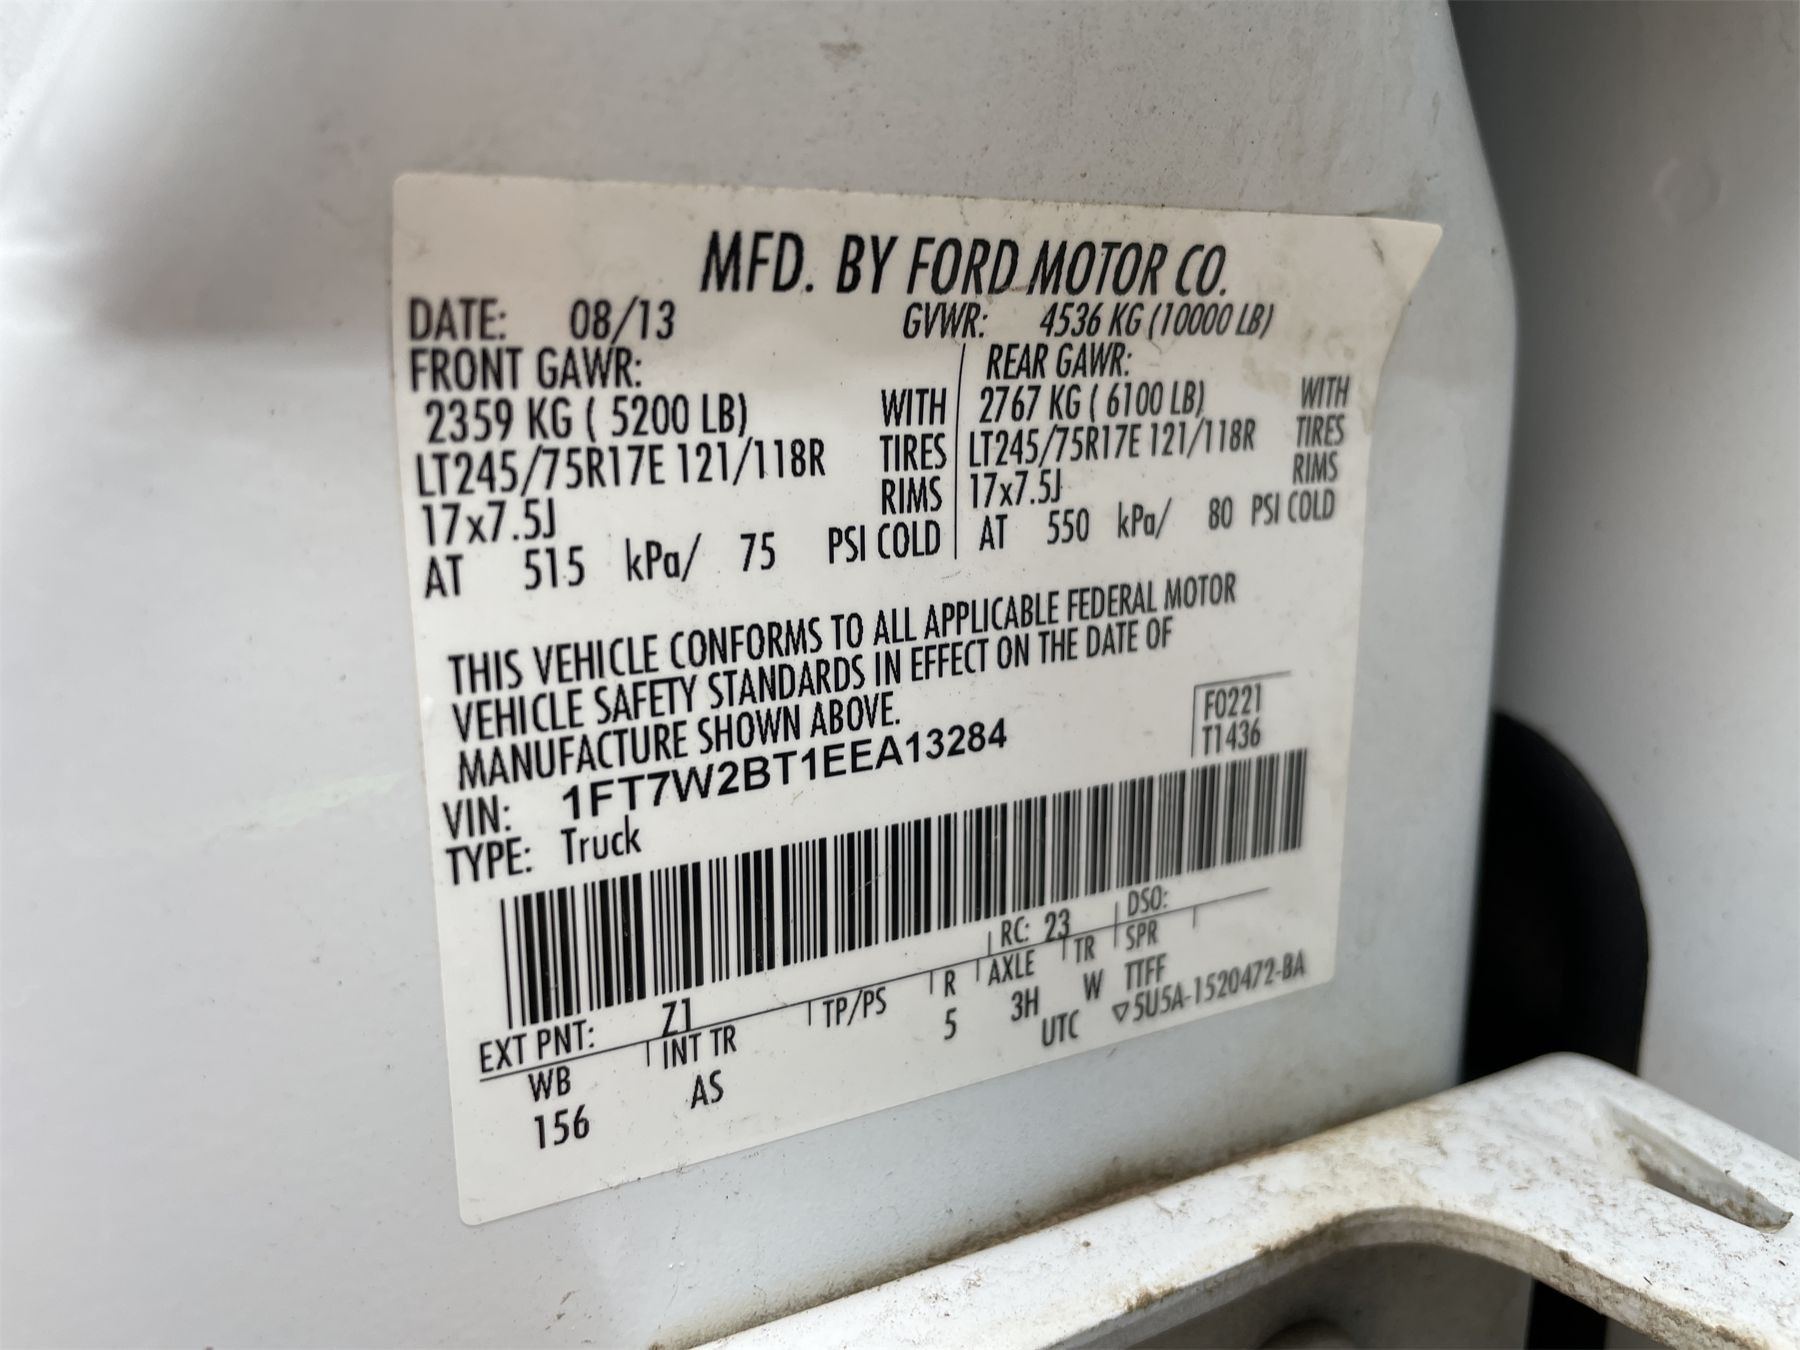 MFD. BY FORD MOTOR CO.
DATE: 08/13 GVWR: 4536 KG (10000 LB)
FRONT GAWR: REAR GAWR:
2359 KG ( 5200 LB) WITH 2767 KG ( 6100 LB) WITH
LT245/75R17E 121/118R TIRES LT245/75R17E 121/118R TIRES
17x7.5J RIMS 17x7.5J RIMS
AT 515 kPa/ 75 PSI COLD AT 550 kPa/ 80 PSI COLD
THIS VEHICLE CONFORMS TO ALL APPLICABLE FEDERAL MOTOR
VEHICLE SAFETY STANDARDS IN EFFECT ON THE DATE OF
MANUFACTURE SHOWN ABOVE.
F0221
T1436
VIN: 1FT7W2BT1EEA13284
TYPE: Truck
EXT PNT: Z1 RC: 23 DSO:
WB INT TR TP/PS R AXLE TR SPR
156 AS 5 3H W TTFF
UTC ▽5U5A-1520472-BA